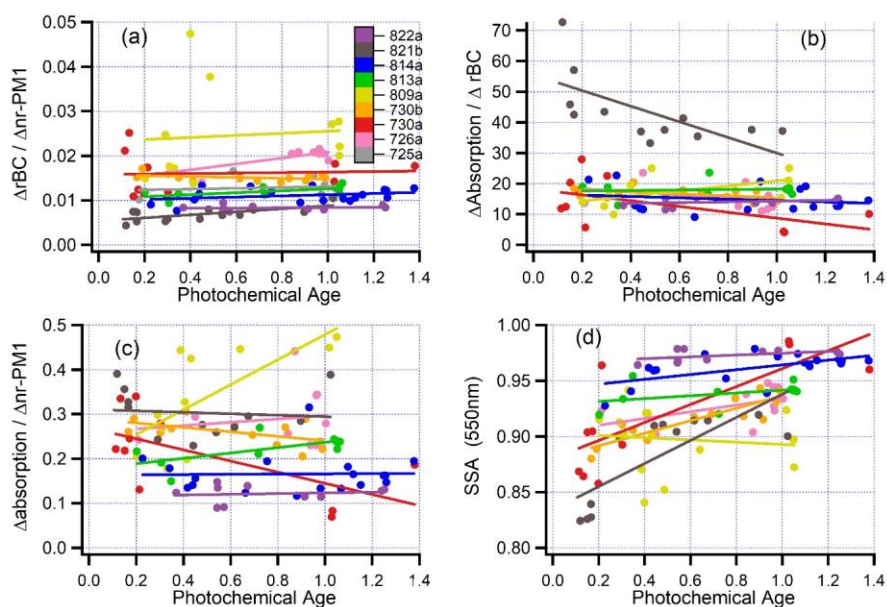 (a)
0.05
0.04
0.03
0.02
0.01
0.00
ΔrBC / Δnr-PM1
0.0 0.2 0.4 0.6 0.8 1.0 1.2 1.4
Photochemical Age
822a
821b
814a
813a
809a
730b
730a
726a
725a
(b)
70
60
50
40
30
20
10
0
ΔAbsorption / Δ rBC
0.0 0.2 0.4 0.6 0.8 1.0 1.2 1.4
Photochemical Age
(c)
0.5
0.4
0.3
0.2
0.1
0.0
Δabsorption / Δnr-PM1
0.0 0.2 0.4 0.6 0.8 1.0 1.2 1.4
Photochemical Age
(d)
1.00
0.95
0.90
0.85
0.80
SSA (550nm)
0.0 0.2 0.4 0.6 0.8 1.0 1.2 1.4
Photochemical Age